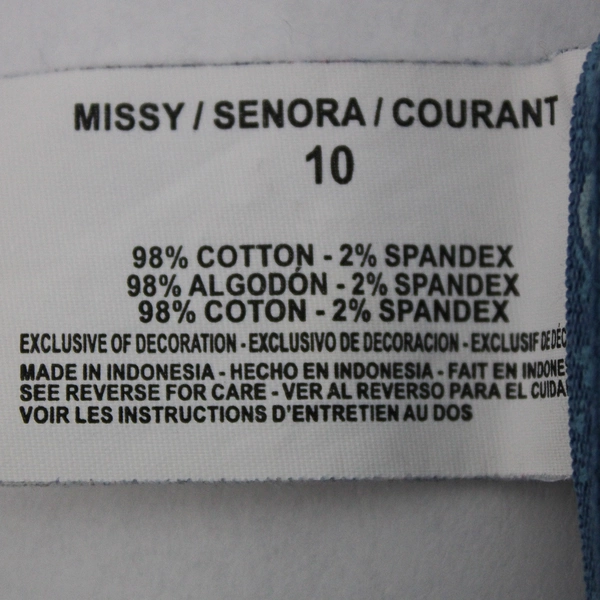 MISSY / SENORA / COURANT
10
98% COTTON - 2% SPANDEX
98% ALGODÓN - 2% SPANDEX
98% COTON - 2% SPANDEX
EXCLUSIVE OF DECORATION - EXCLUSIVO DE DECORACION - EXCLUSIF DE
MADE IN INDONESIA - HECHO EN INDONESIA - FAIT EN
SEE REVERSE FOR CARE - VER AL REVERSO PARA EL
VOIR LES INSTRUCTIONS D'ENTRETIEN AU DOS